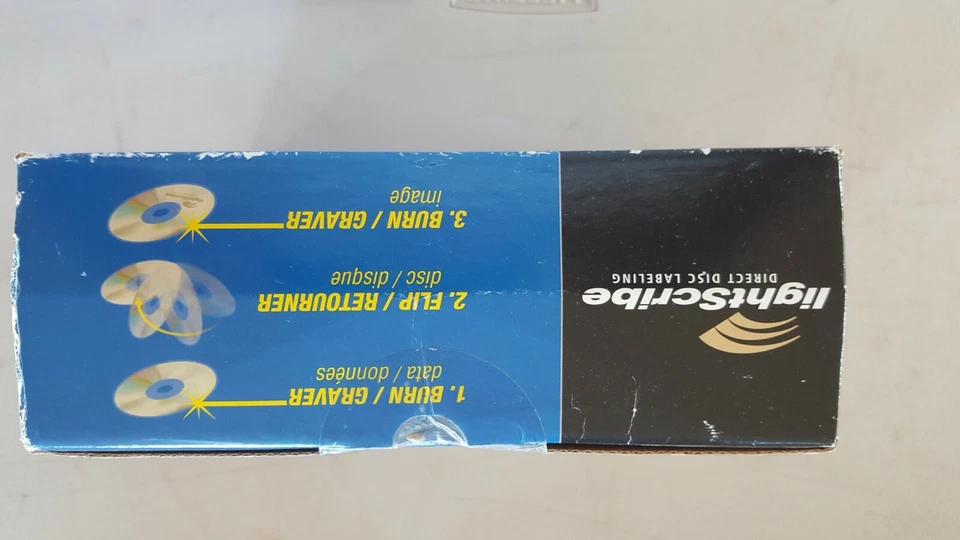 lightScribe
DIRECT DISC LABELING
1. BURN / GRAVER
data / données
2. FLIP / RETOURNER
disc / disque
3. BURN / GRAVER
image